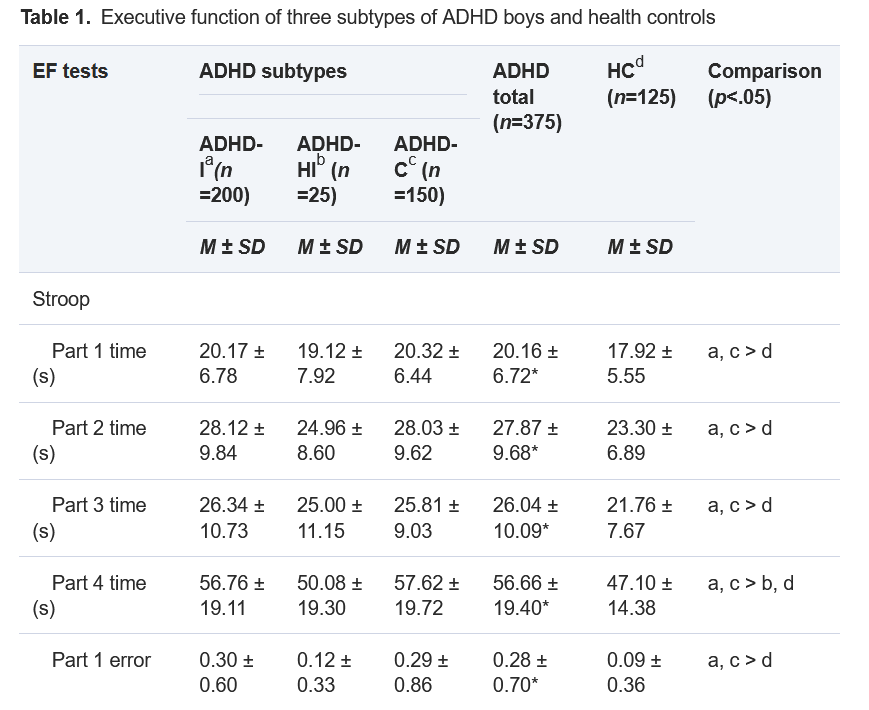 Table 1. Executive function of three subtypes of ADHD boys and health controls
EF tests ADHD subtypes ADHD total (n=375) HCd (n=125) Comparison (p<.05)
ADHD-Ia(n =200) ADHD-HIb (n =25) ADHD-Cc (n =150)
M ± SD M ± SD M ± SD M ± SD M ± SD
Stroop
Part 1 time (s) 20.17 ± 6.78 19.12 ± 7.92 20.32 ± 6.44 20.16 ± 6.72* 17.92 ± 5.55 a, c > d
Part 2 time (s) 28.12 ± 9.84 24.96 ± 8.60 28.03 ± 9.62 27.87 ± 9.68* 23.30 ± 6.89 a, c > d
Part 3 time (s) 26.34 ± 10.73 25.00 ± 11.15 25.81 ± 9.03 26.04 ± 10.09* 21.76 ± 7.67 a, c > d
Part 4 time (s) 56.76 ± 19.11 50.08 ± 19.30 57.62 ± 19.72 56.66 ± 19.40* 47.10 ± 14.38 a, c > b, d
Part 1 error 0.30 ± 0.60 0.12 ± 0.33 0.29 ± 0.86 0.28 ± 0.70* 0.09 ± 0.36 a, c > d